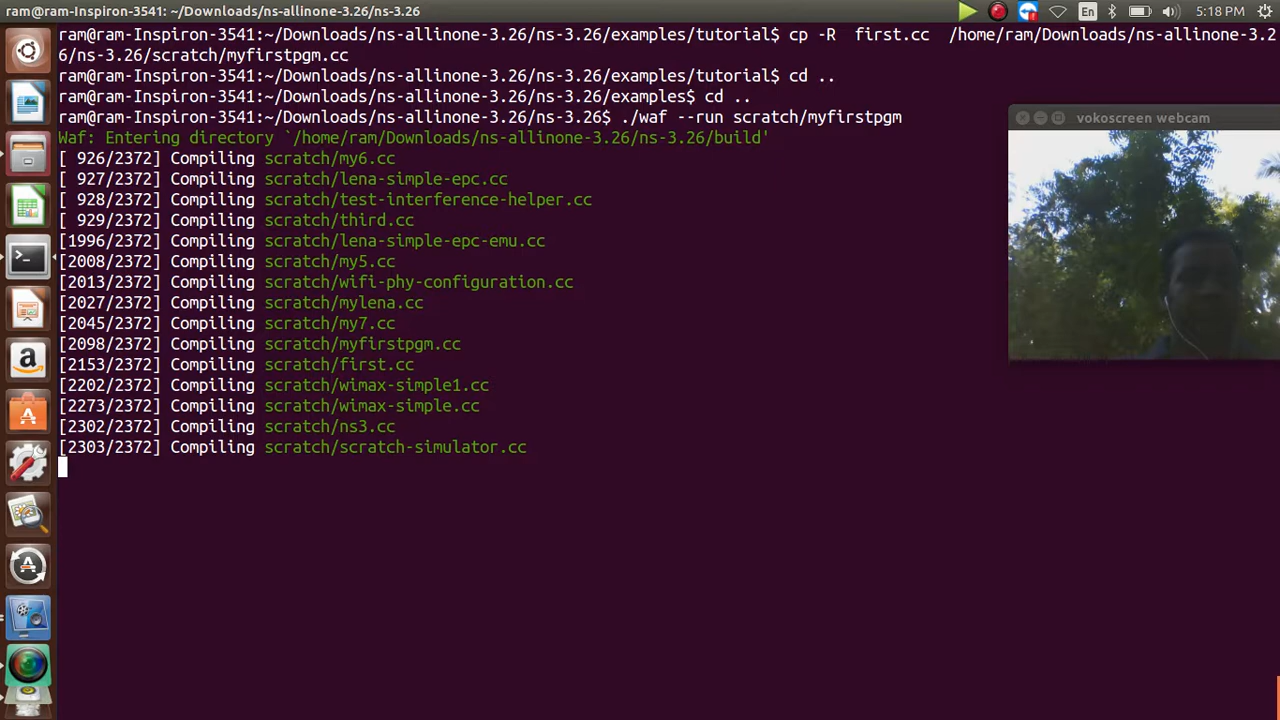 ram@ram-Inspiron-3541: ~/Downloads/ns-allinone-3.26/ns-3.26
En
5:18 PM
ram@ram-Inspiron-3541:~/Downloads/ns-allinone-3.26/ns-3.26/examples/tutorial$ cp -R  first.cc  /home/ram/Downloads/ns-allinone-3.2
6/ns-3.26/scratch/myfirstpgm.cc
ram@ram-Inspiron-3541:~/Downloads/ns-allinone-3.26/ns-3.26/examples/tutorial$ cd ..
ram@ram-Inspiron-3541:~/Downloads/ns-allinone-3.26/ns-3.26/examples$ cd ..
ram@ram-Inspiron-3541:~/Downloads/ns-allinone-3.26/ns-3.26$ ./waf --run scratch/myfirstpgm
vokoscreen webcam
Waf: Entering directory `/home/ram/Downloads/ns-allinone-3.26/ns-3.26/build'
[ 926/2372] Compiling scratch/my6.cc
[ 927/2372] Compiling scratch/lena-simple-epc.cc
[ 928/2372] Compiling scratch/test-interference-helper.cc
[ 929/2372] Compiling scratch/third.cc
[1996/2372] Compiling scratch/lena-simple-epc-emu.cc
[2008/2372] Compiling scratch/my5.cc
[2013/2372] Compiling scratch/wifi-phy-configuration.cc
[2027/2372] Compiling scratch/mylena.cc
[2045/2372] Compiling scratch/my7.cc
[2098/2372] Compiling scratch/myfirstpgm.cc
[2153/2372] Compiling scratch/first.cc
[2202/2372] Compiling scratch/wimax-simple1.cc
[2273/2372] Compiling scratch/wimax-simple.cc
[2302/2372] Compiling scratch/ns3.cc
[2303/2372] Compiling scratch/scratch-simulator.cc